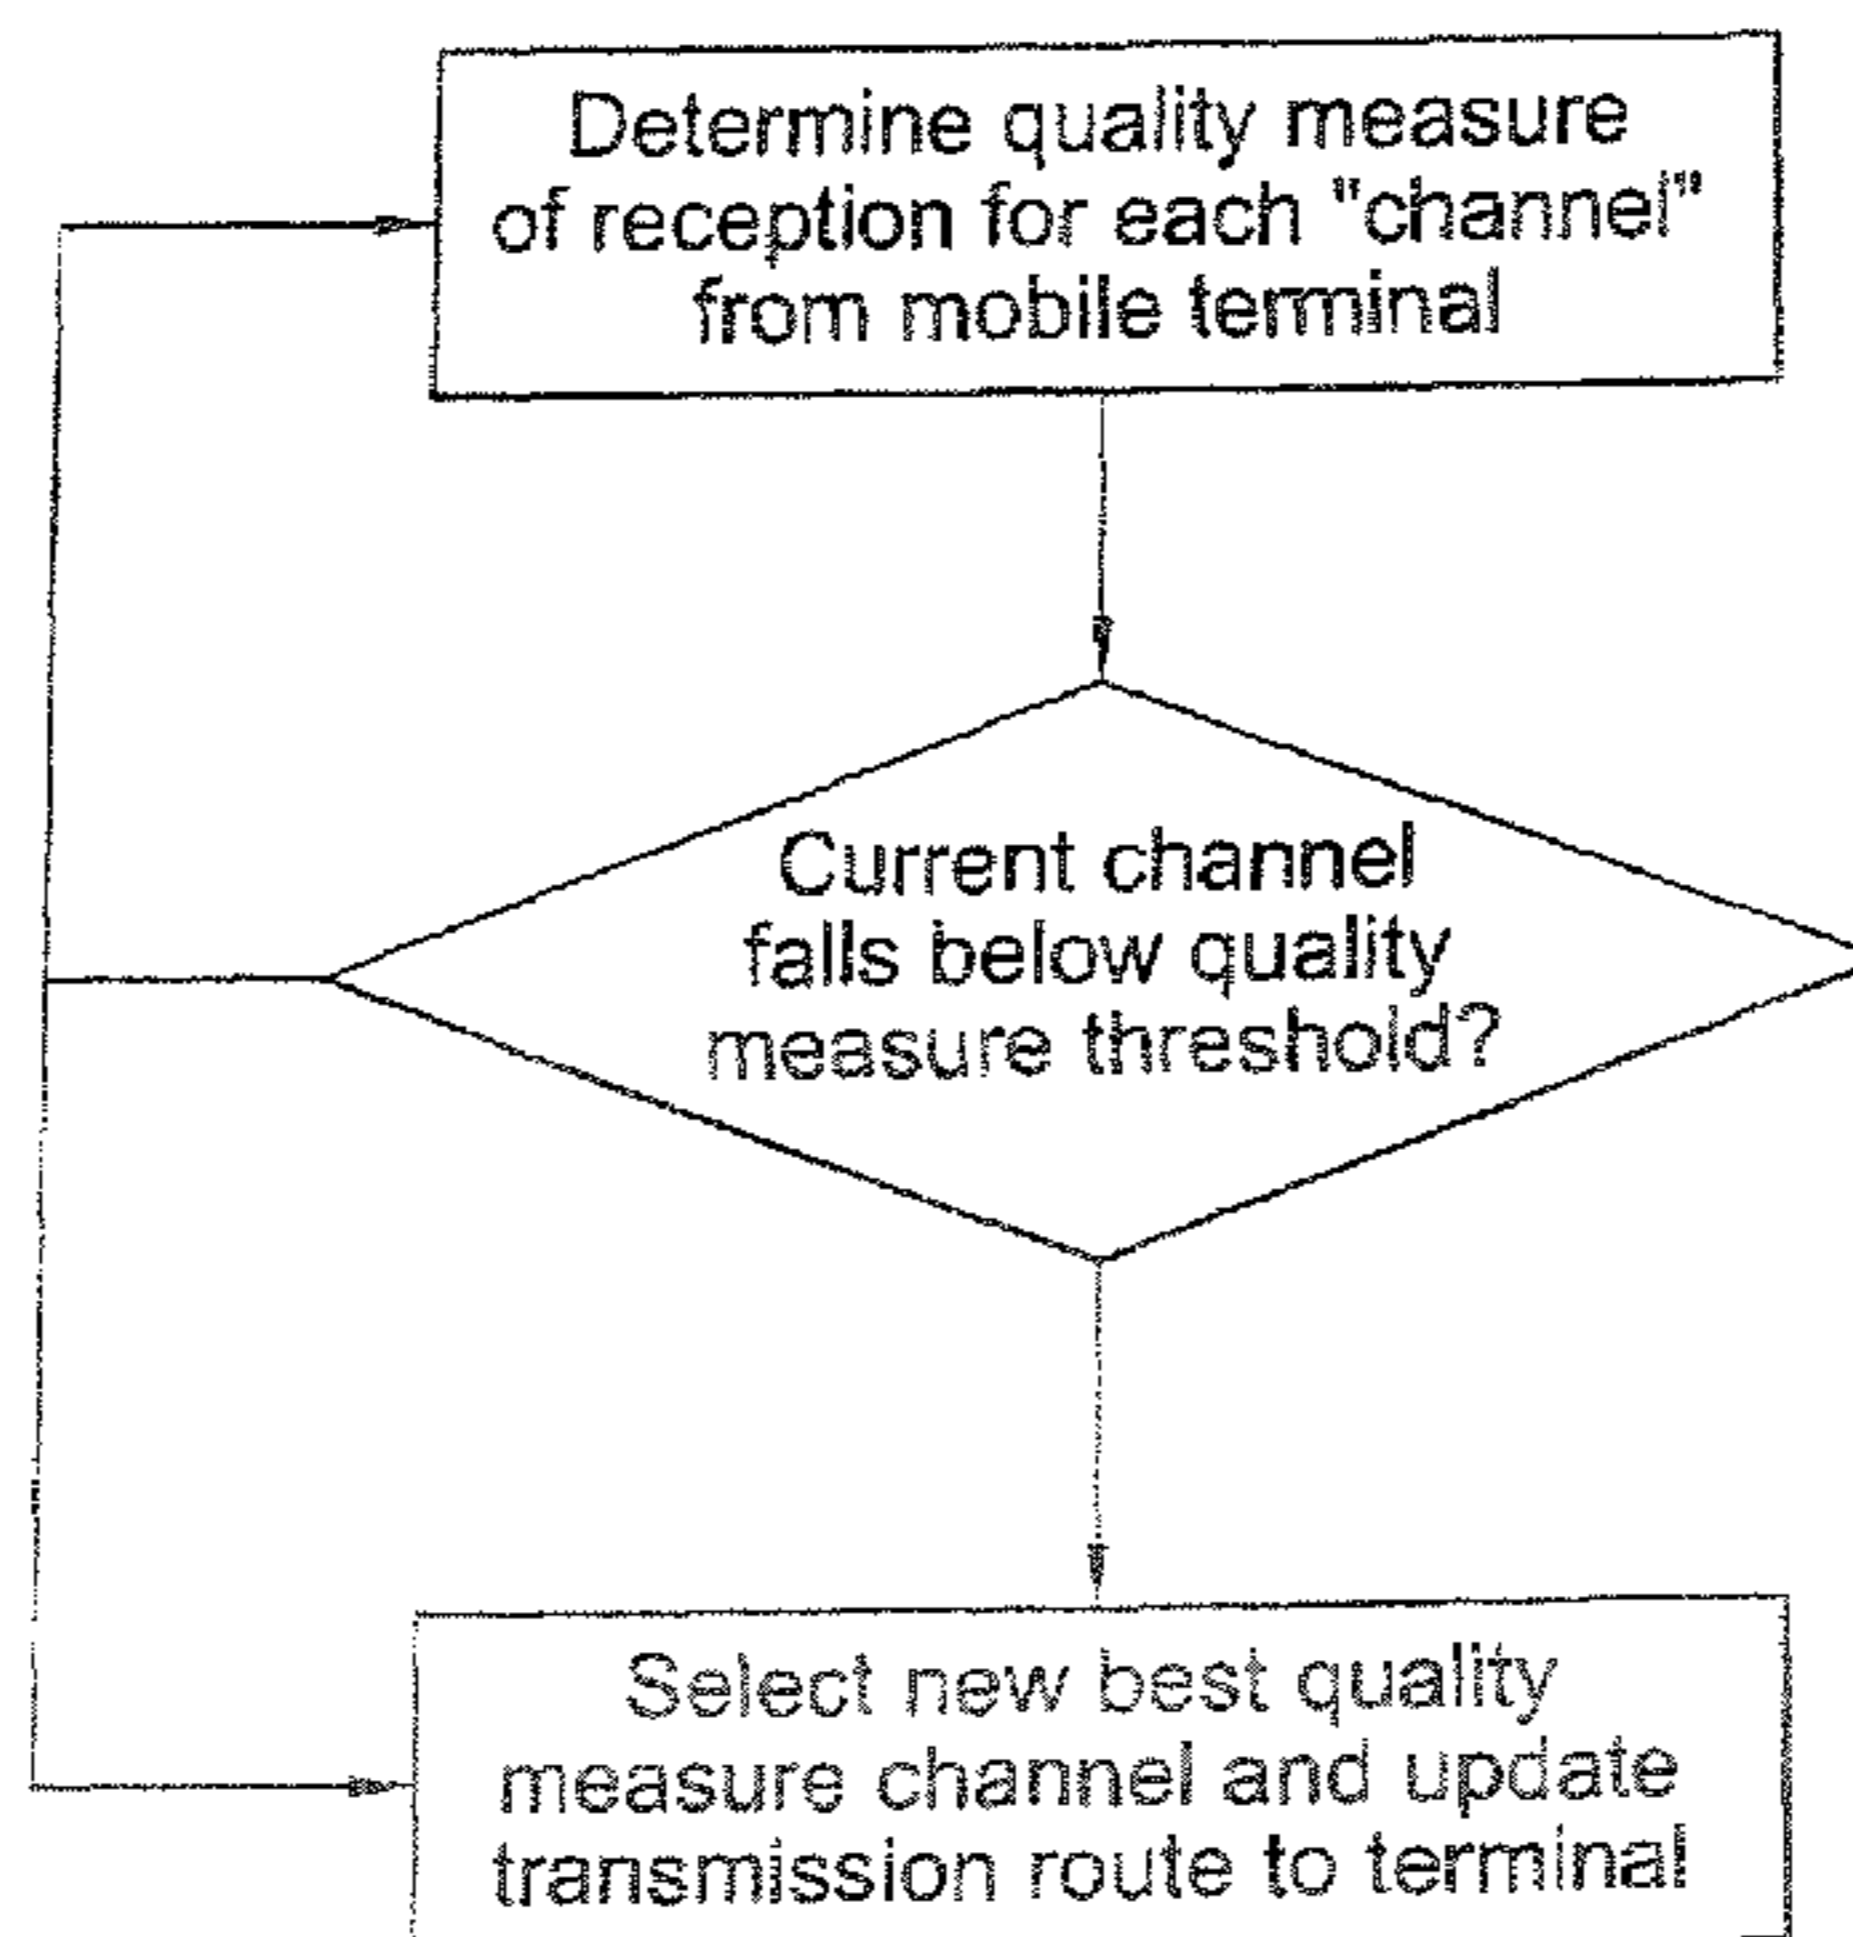 Determine quality measure
of reception for each "channel"
from mobile terminal
Current channel
falls below quality
measure threshold?
Select new best quality
measure channel and update
transmission route to terminal